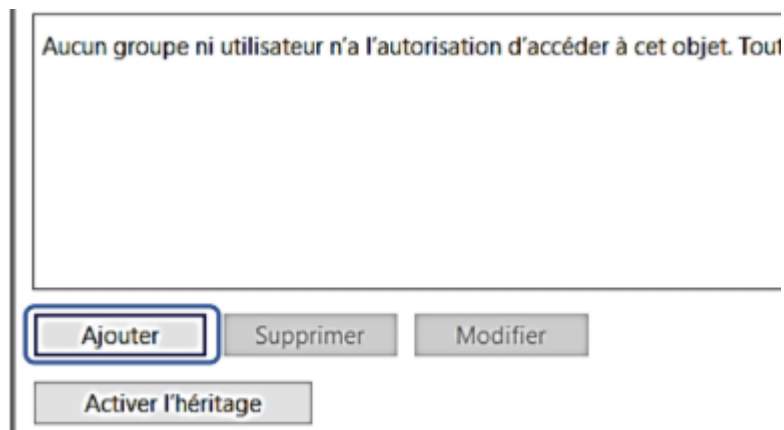 Aucun groupe ni utilisateur n'a l'autorisation d'accéder à cet objet. Tout
Ajouter Supprimer Modifier
Activer l'héritage